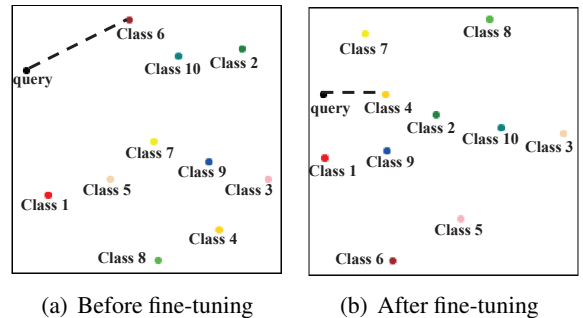 Class 6
Class 10
Class 2
query
Class 7
Class 9
Class 5
Class 3
Class 1
Class 4
Class 8
(a) Before fine-tuning
Class 8
Class 7
query
Class 4
Class 2
Class 10
Class 3
Class 9
Class 1
Class 5
Class 6
(b) After fine-tuning